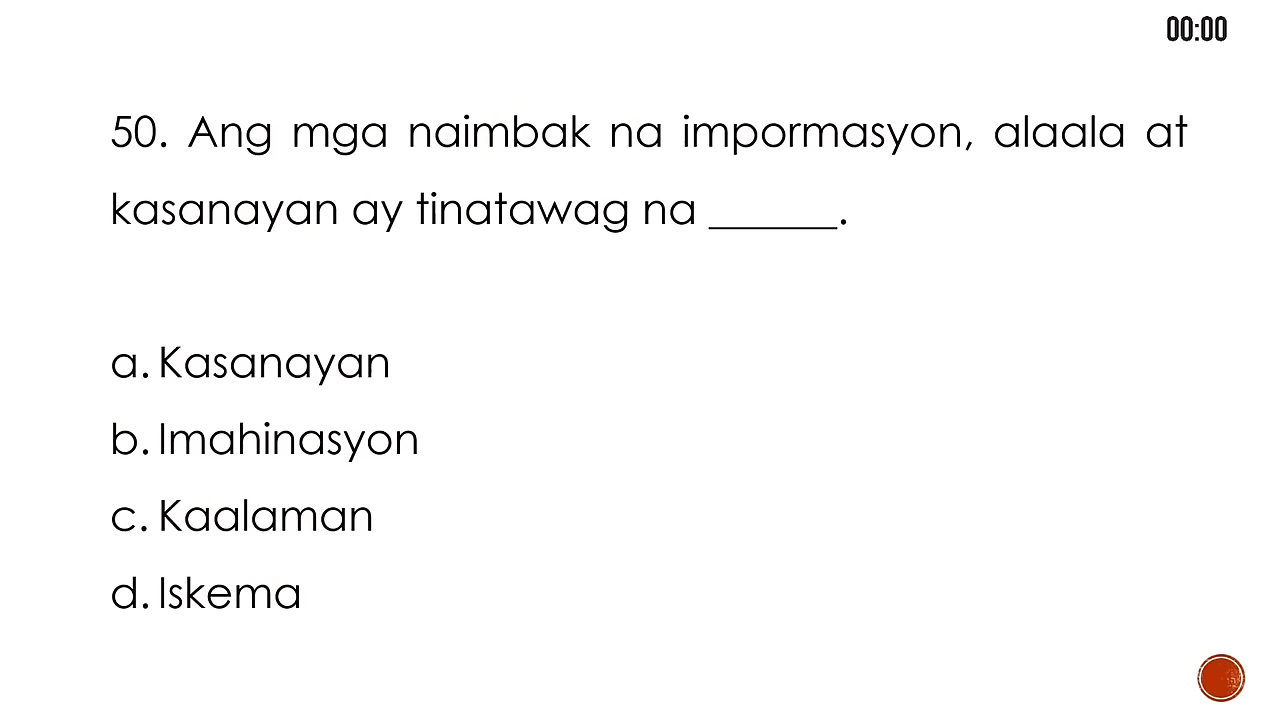 00:00
50. Ang mga naimbak na impormasyon, alaala at
kasanayan ay tinatawag na ______.
a. Kasanayan
b. Imahinasyon
c. Kaalaman
d. Iskema